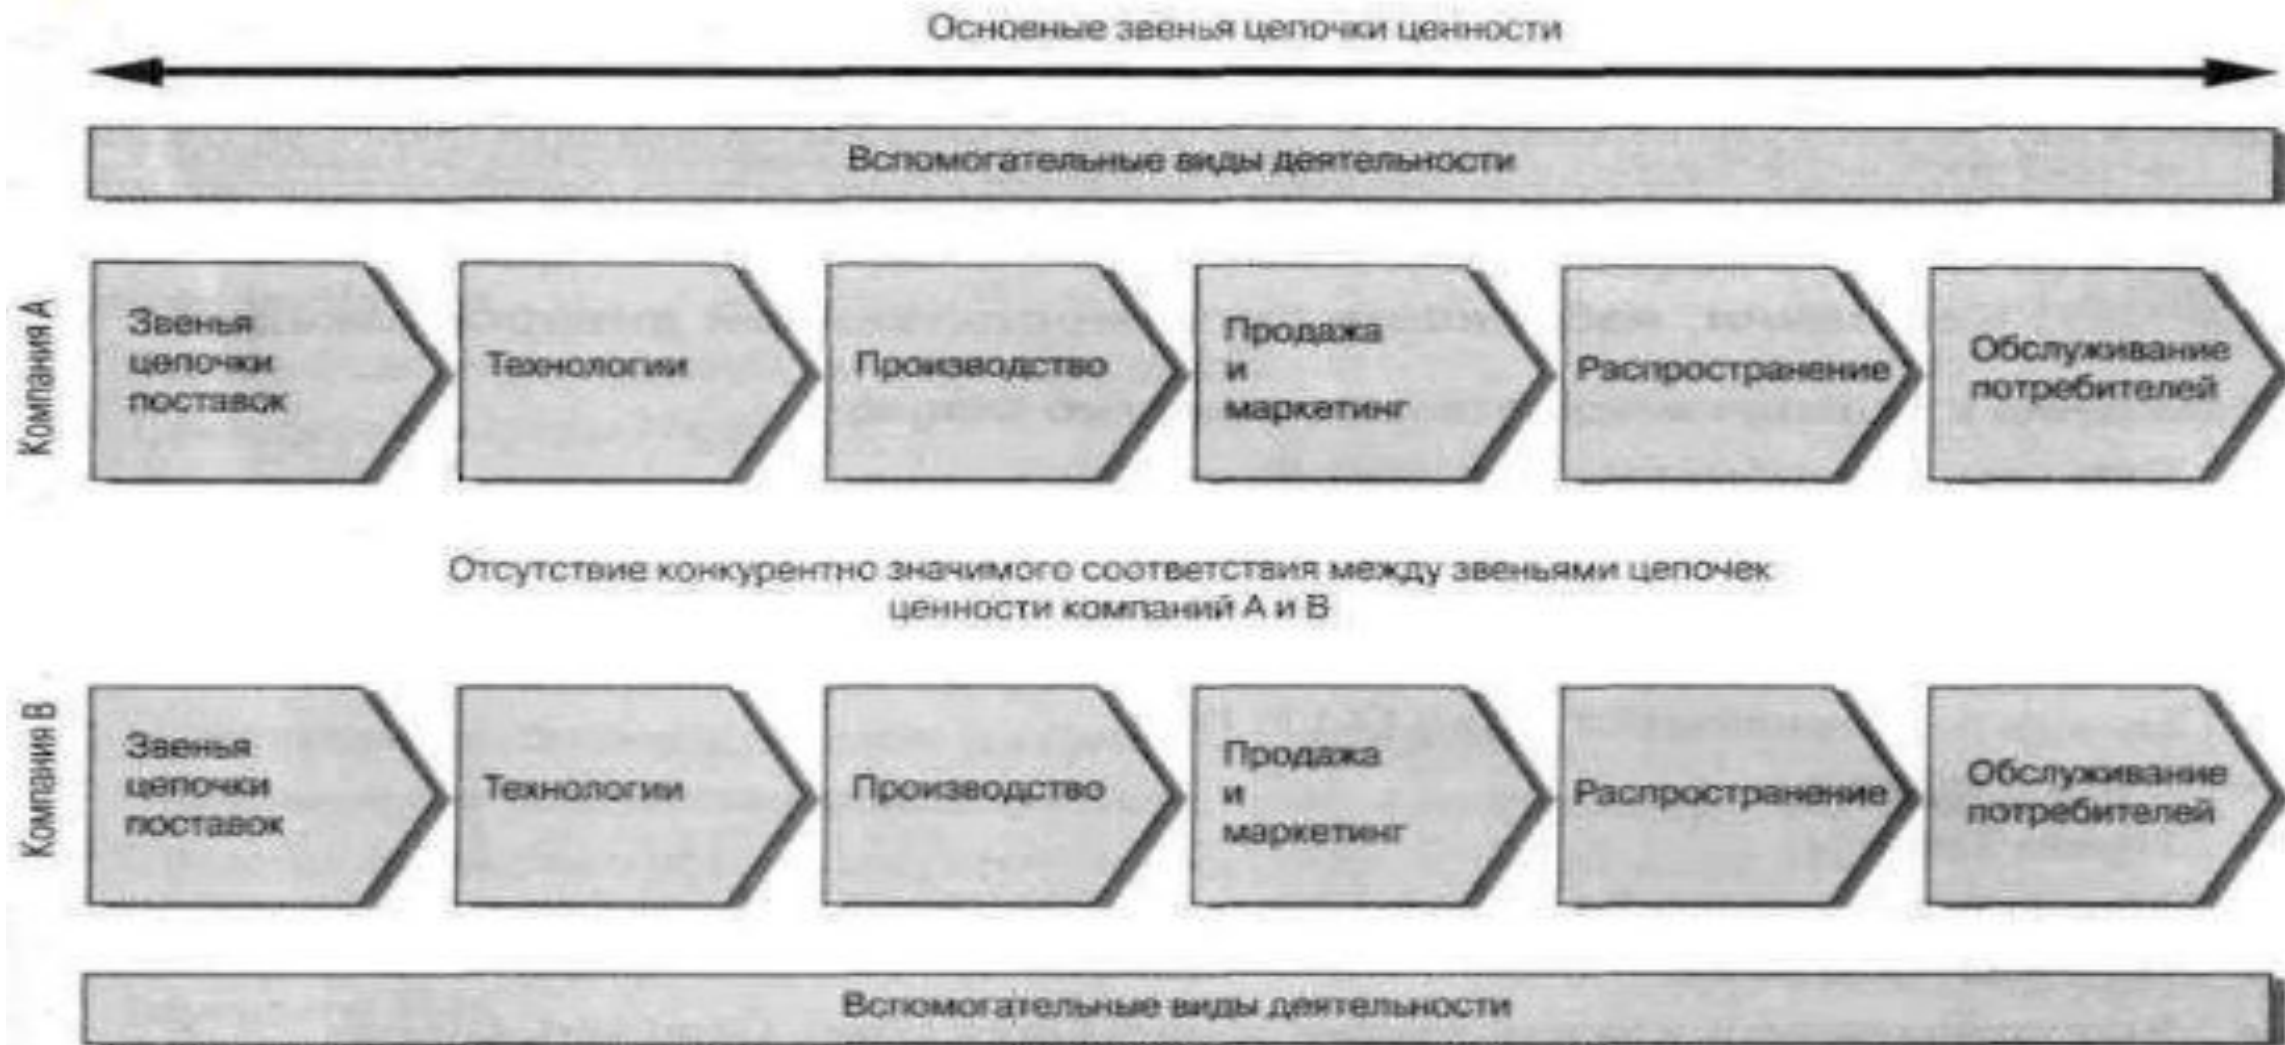 Основные звенья цепочки ценности
Вспомогательные виды деятельности
Компания А
Звенья
цепочки
поставок
Технологии
Производство
Продажа
и
маркетинг
Распространение
Обслуживание
потребителей
Отсутствие конкурентно значимого соответствия между звеньями цепочек
ценности компаний А и В
Компания В
Звенья
цепочки
поставок
Технологии
Производство
Продажа
и
маркетинг
Распространение
Обслуживание
потребителей
Вспомогательные виды деятельности